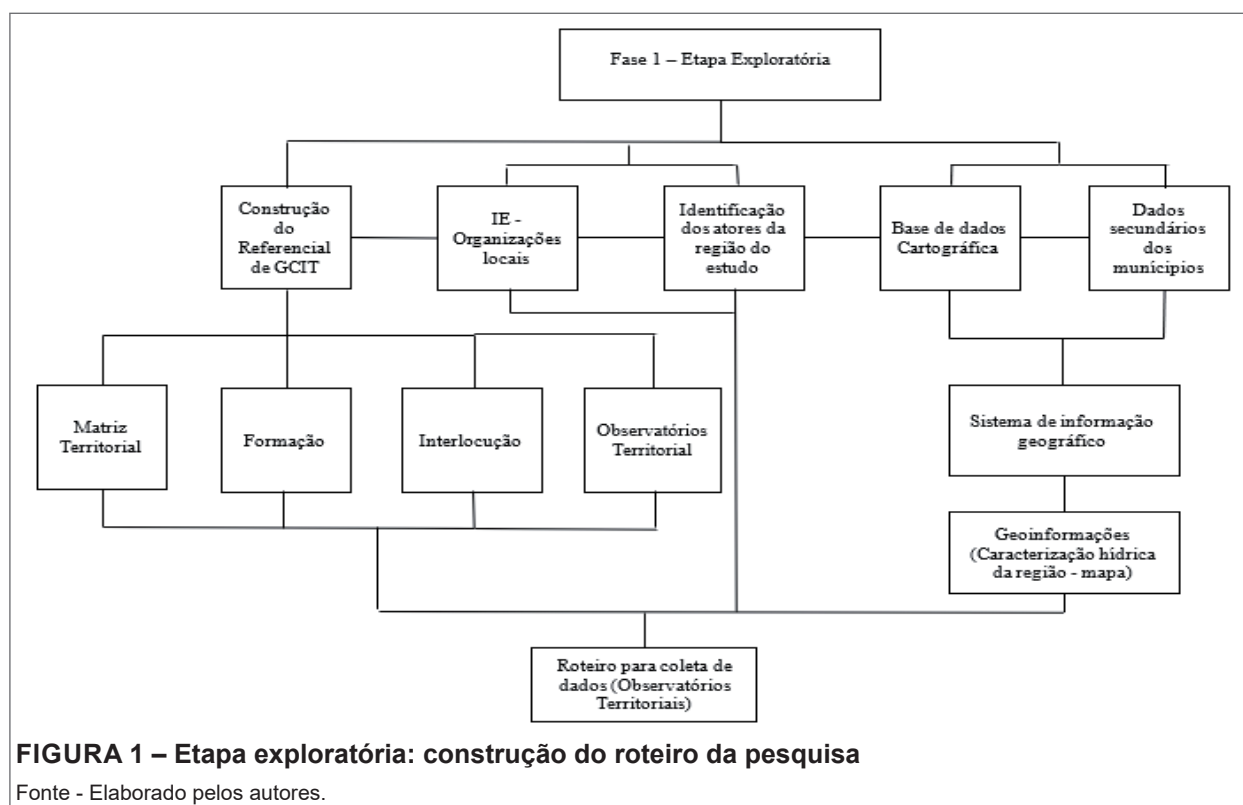 Fase 1 – Etapa Exploratória
Construção
do
Referencial
de GCIT
IE -
Organizações
locais
Identificação
dos atores da
região do
estudo
Base de dados
Cartográfica
Dados
secundários
dos
munícipios
Matriz
Territorial
Formação
Interlocução
Observatórios
Territorial
Sistema de informação
geográfico
Geoinformações
(Caracterização hídrica
da região - mapa)
Roteiro para coleta de
dados (Observatórios
Territoriais)
FIGURA 1 – Etapa exploratória: construção do roteiro da pesquisa
Fonte - Elaborado pelos autores.